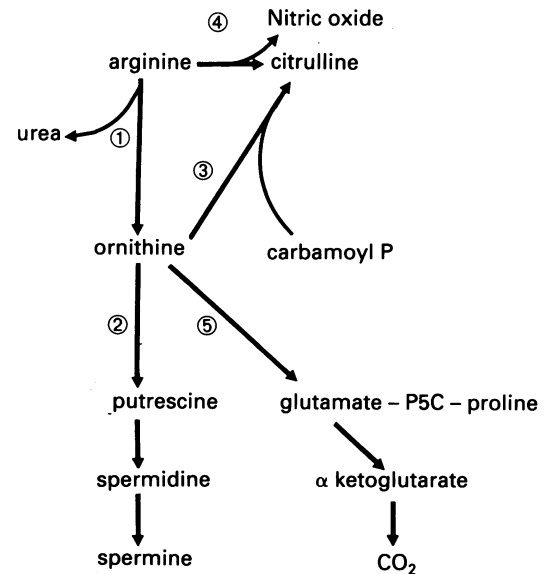 ④ Nitric oxide
arginine citrulline
urea ①
③
ornithine carbamoyl P
② ⑤
putrescine glutamate – P5C – proline
spermidine α ketoglutarate
spermine CO₂